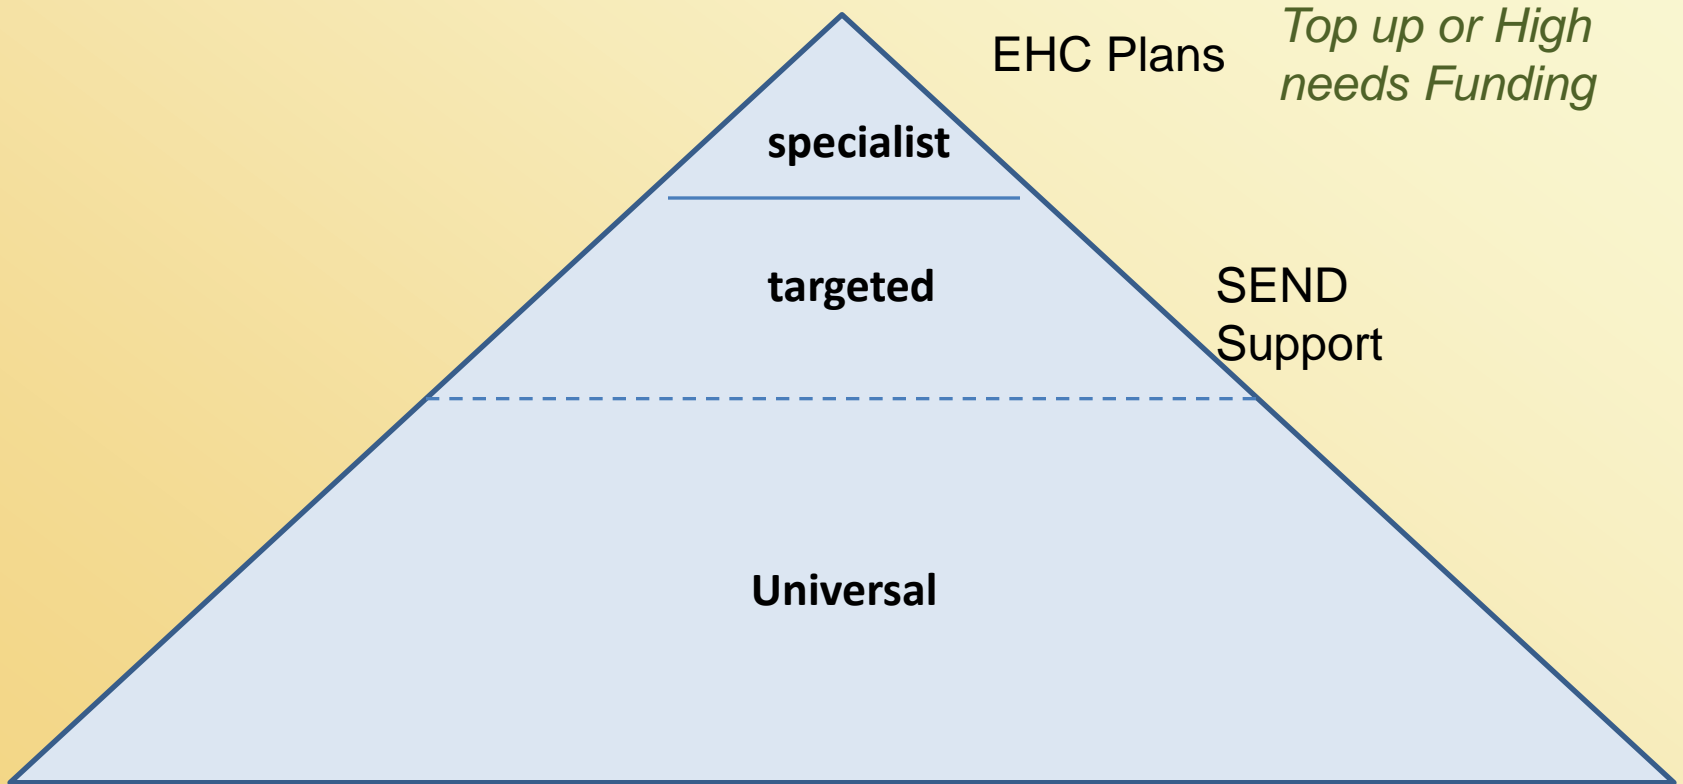 EHC Plans
Top up or High
needs Funding
specialist
targeted
SEND
Support
Universal